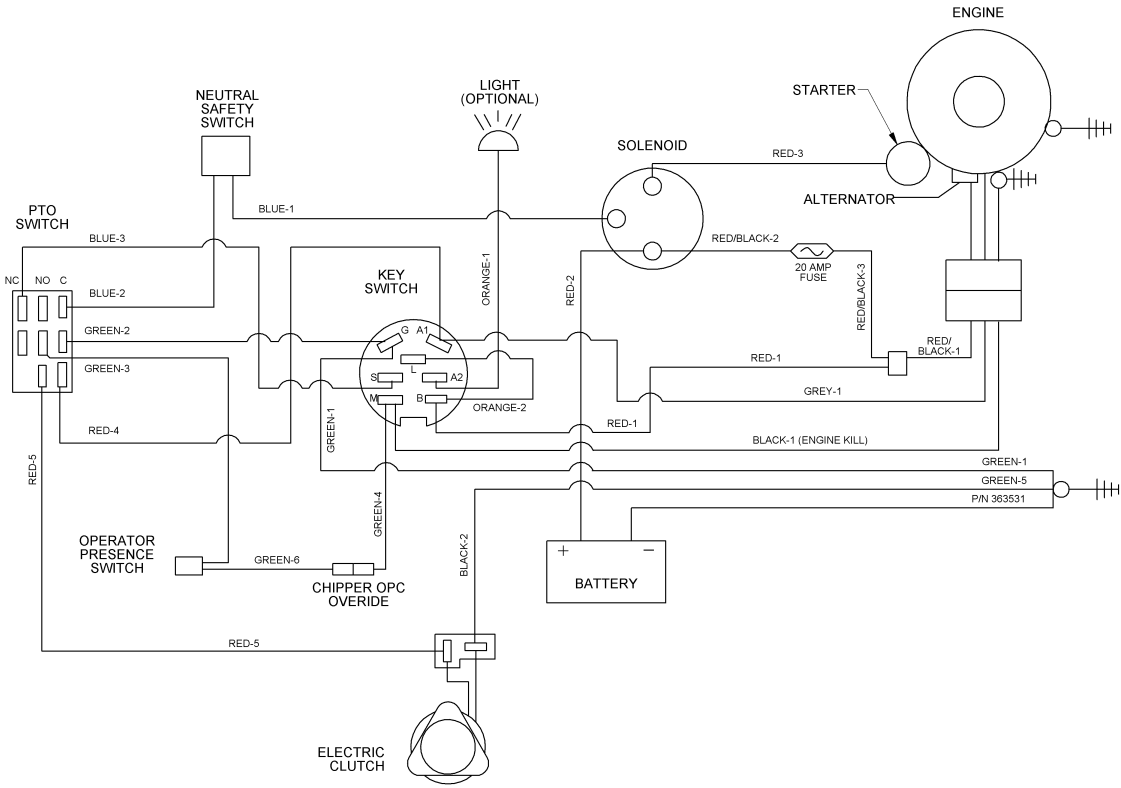 ENGINE
STARTER
LIGHT
(OPTIONAL)
NEUTRAL
SAFETY
SWITCH
SOLENOID
RED-3
ALTERNATOR
PTO
SWITCH
BLUE-1
BLUE-3
RED/BLACK-2
20 AMP
FUSE
KEY
SWITCH
ORANGE-1
RED-2
RED/BLACK-3
NC
NO
C
BLUE-2
GREEN-2
G
A1
RED/
BLACK-1
RED-1
GREEN-3
L
S
A2
M
B
GREY-1
ORANGE-2
RED-4
GREEN-1
RED-1
BLACK-1 (ENGINE KILL)
RED-5
GREEN-1
GREEN-5
P/N 363531
GREEN-4
BLACK-2
OPERATOR
PRESENCE
SWITCH
GREEN-6
CHIPPER OPC
OVERIDE
+
−
BATTERY
RED-5
ELECTRIC
CLUTCH